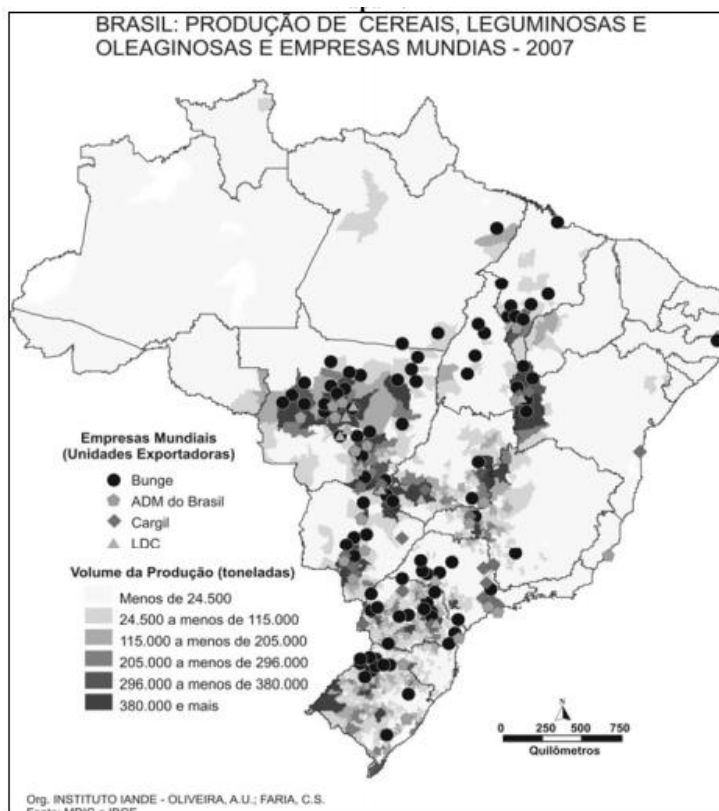 BRASIL: PRODUÇÃO DE CEREAIS, LEGUMINOSAS E
OLEAGINOSAS E EMPRESAS MUNDIAS - 2007
Empresas Mundiais
(Unidades Exportadoras)
Bunge
ADM do Brasil
Cargil
LDC
Volume da Produção (toneladas)
Menos de 24.500
24.500 a menos de 115.000
115.000 a menos de 205.000
205.000 a menos de 296.000
296.000 a menos de 380.000
380.000 e mais
N
0 250 500 750
Quilômetros
Org. INSTITUTO IANDE - OLIVEIRA, A.U.; FARIA, C.S.